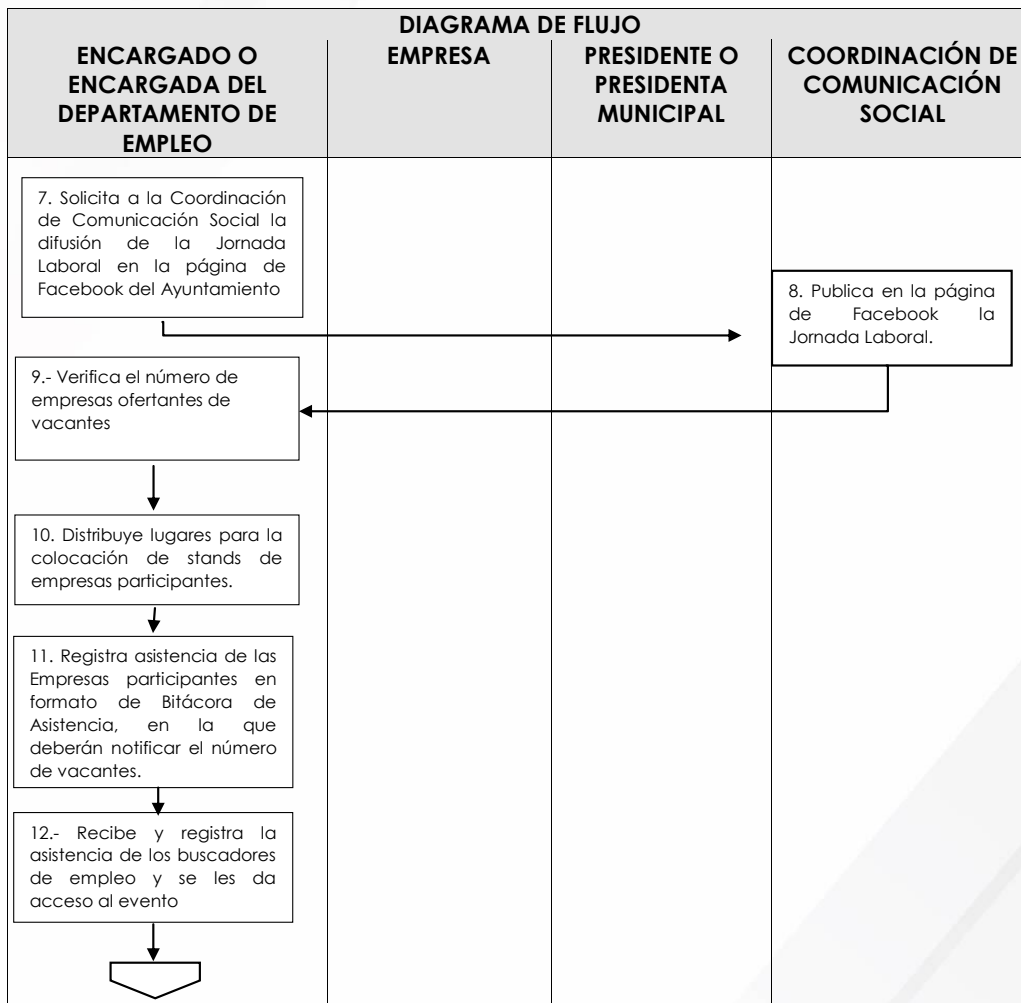 DIAGRAMA DE FLUJO
ENCARGADO O
ENCARGADA DEL
DEPARTAMENTO DE
EMPLEO
EMPRESA
PRESIDENTE O
PRESIDENTA
MUNICIPAL
COORDINACIÓN DE
COMUNICACIÓN
SOCIAL
7. Solicita a la Coordinación
de Comunicación Social la
difusión de la Jornada
Laboral en la página de
Facebook del Ayuntamiento
8. Publica en la página
de Facebook la
Jornada Laboral.
9.- Verifica el número de
empresas ofertantes de
vacantes
10. Distribuye lugares para la
colocación de stands de
empresas participantes.
11. Registra asistencia de las
Empresas participantes en
formato de Bitácora de
Asistencia, en la que
deberán notificar el número
de vacantes.
12.- Recibe y registra la
asistencia de los buscadores
de empleo y se les da
acceso al evento